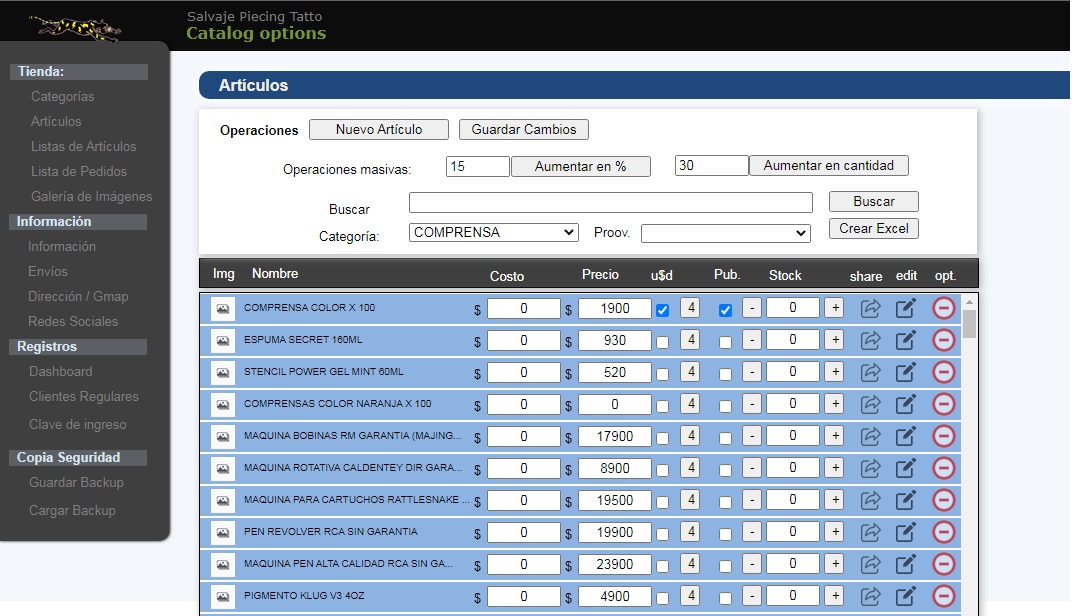 Salvaje Piecing Tatto
Catalog options
Tienda:
Categorías
Artículos
Listas de Artículos
Lista de Pedidos
Galería de Imágenes
Información
Información
Envíos
Dirección / Gmap
Redes Sociales
Registros
Dashboard
Clientes Regulares
Clave de ingreso
Copia Seguridad
Guardar Backup
Cargar Backup
Artículos
Operaciones Nuevo Artículo Guardar Cambios
Operaciones masivas: 15 Aumentar en % 30 Aumentar en cantidad
Buscar Buscar
Categoría: COMPRENSA Proov. Crear Excel
Img Nombre Costo Precio u$d Pub. Stock share edit opt.
COMPRENSA COLOR X 100 $ 0 $ 1900 4 - 0 +
ESPUMA SECRET 160ML $ 0 $ 930 4 - 0 +
STENCIL POWER GEL MINT 60ML $ 0 $ 520 4 - 0 +
COMPRENSAS COLOR NARANJA X 100 $ 0 $ 0 4 - 0 +
MAQUINA BOBINAS RM GARANTIA (MAJING... $ 0 $ 17900 4 - 0 +
MAQUINA ROTATIVA CALDENTEY DIR GARA... $ 0 $ 8900 4 - 0 +
MAQUINA PARA CARTUCHOS RATTLESNAKE ... $ 0 $ 19500 4 - 0 +
PEN REVOLVER RCA SIN GARANTIA $ 0 $ 19900 4 - 0 +
MAQUINA PEN ALTA CALIDAD RCA SIN GA... $ 0 $ 23900 4 - 0 +
PIGMENTO KLUG V3 4OZ $ 0 $ 4900 4 - 0 +